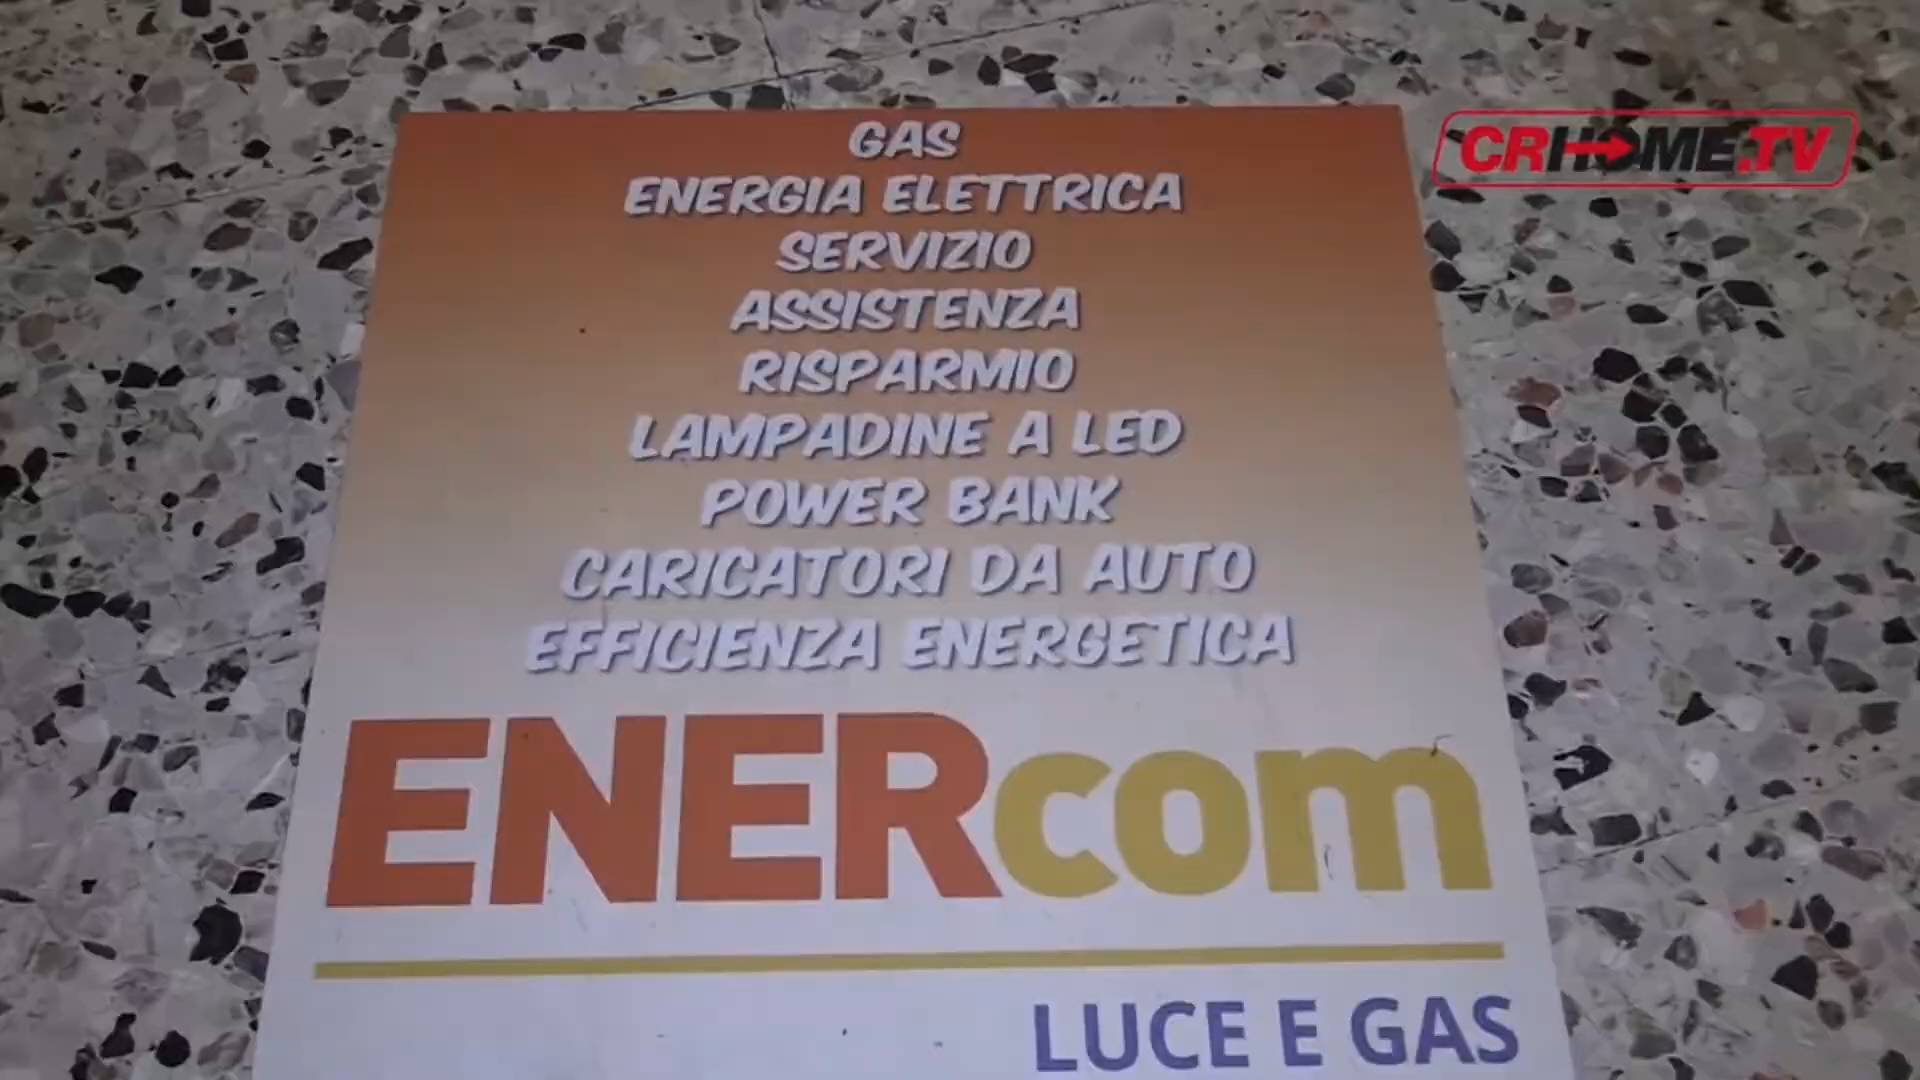 CRHOME.TV
GAS
ENERGIA ELETTRICA
SERVIZIO
ASSISTENZA
RISPARMIO
LAMPADINE A LED
POWER BANK
CARICATORI DA AUTO
EFFICIENZA ENERGETICA
ENERcom
LUCE E GAS